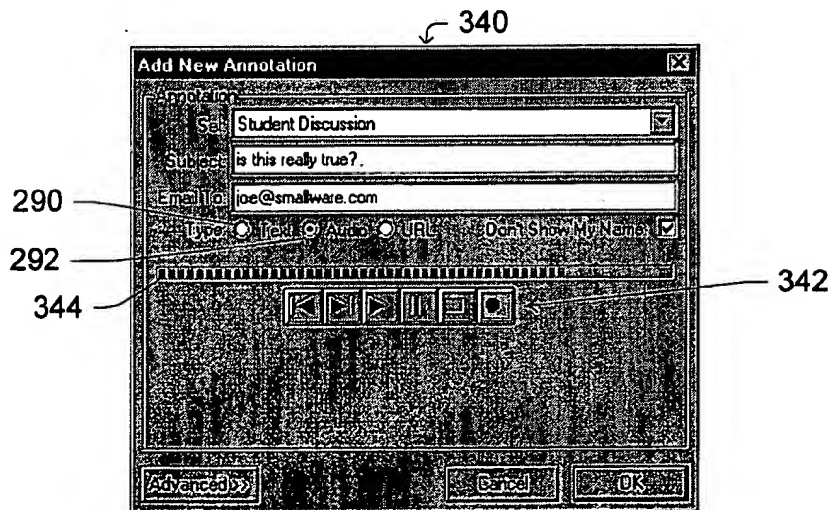 340
Add New Annotation
Annotation
Set Student Discussion
Subject is this really true?.
Email To joe@smallware.com
290 Type Text Audio URL Don't Show My Name
292
344 342
Advanced>> Cancel OK